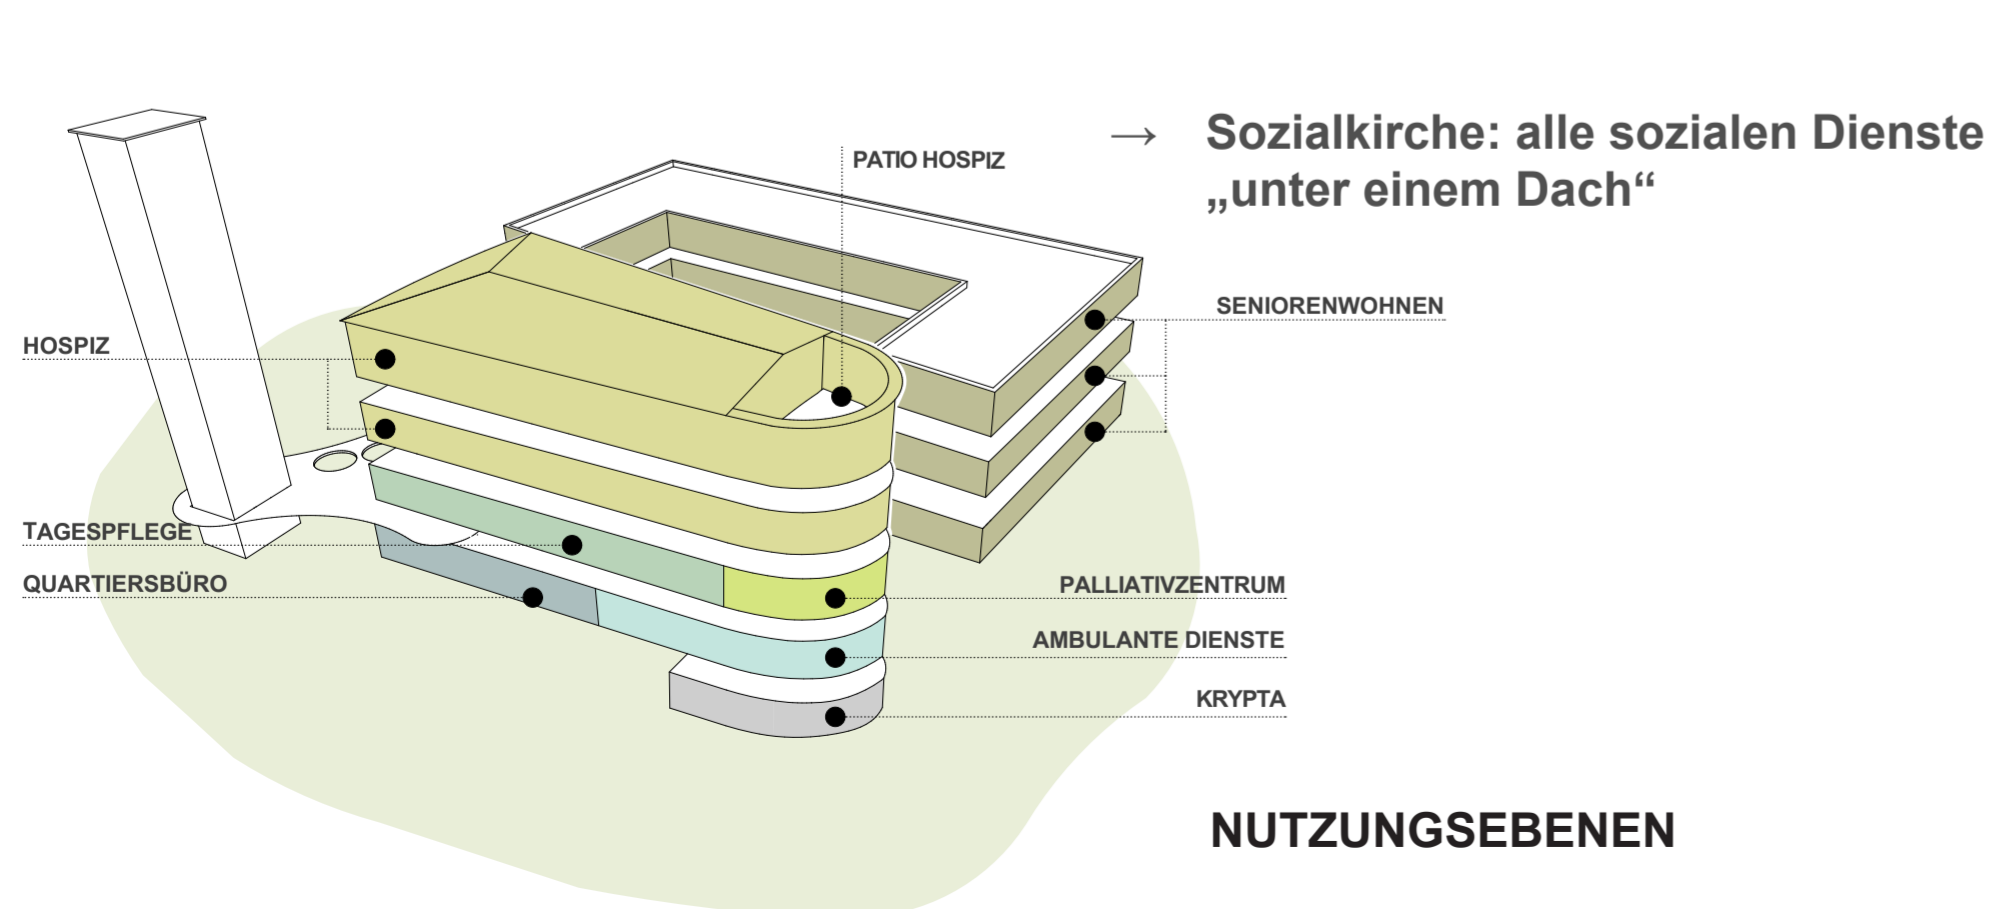 → Sozialkirche: alle sozialen Dienste
„unter einem Dach“
PATIO HOSPIZ
SENIORENWOHNEN
HOSPIZ
TAGESPFLEGE
QUARTIERSBÜRO
PALLIATIVZENTRUM
AMBULANTE DIENSTE
KRYPTA
NUTZUNGSEBENEN